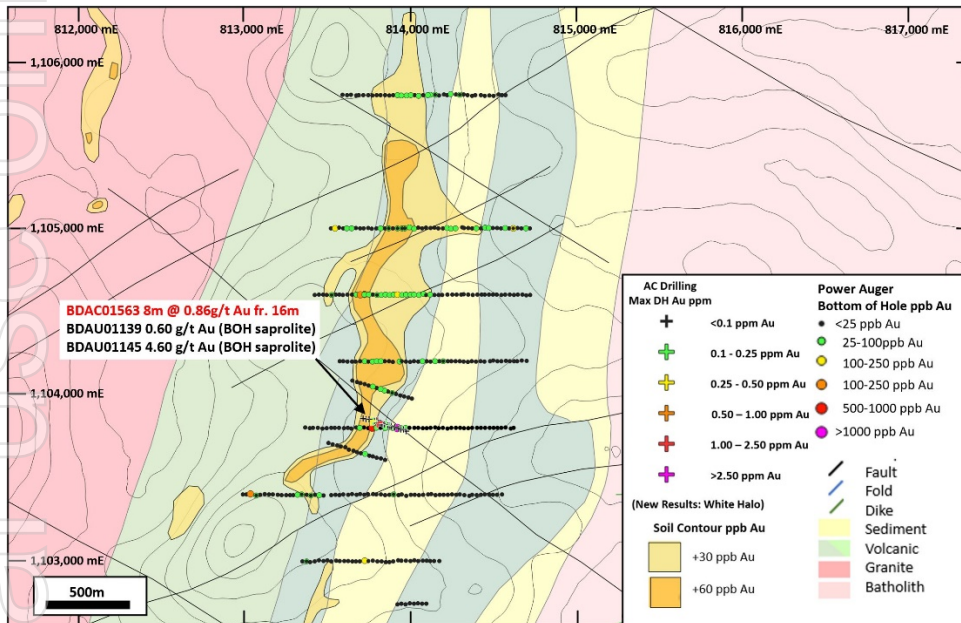 812,000 mE
813,000 mE
814,000 mE
815,000 mE
816,000 mE
817,000 mE
1,106,000 mE
1,105,000 mE
BDAC01563 8m @ 0.86g/t Au fr. 16m
BDAU01139 0.60 g/t Au (BOH saprolite)
BDAU01145 4.60 g/t Au (BOH saprolite)
1,104,000 mE
1,103,000 mE
500m
AC Drilling
Max DH Au ppm
<0.1 ppm Au
0.1 - 0.25 ppm Au
0.25 - 0.50 ppm Au
0.50 – 1.00 ppm Au
1.00 – 2.50 ppm Au
>2.50 ppm Au
(New Results: White Halo)
Soil Contour ppb Au
+30 ppb Au
+60 ppb Au
Power Auger
Bottom of Hole ppb Au
<25 ppb Au
25-100ppb Au
100-250 ppb Au
100-250 ppb Au
500-1000 ppb Au
>1000 ppb Au
Fault
Fold
Dike
Sediment
Volcanic
Granite
Batholith